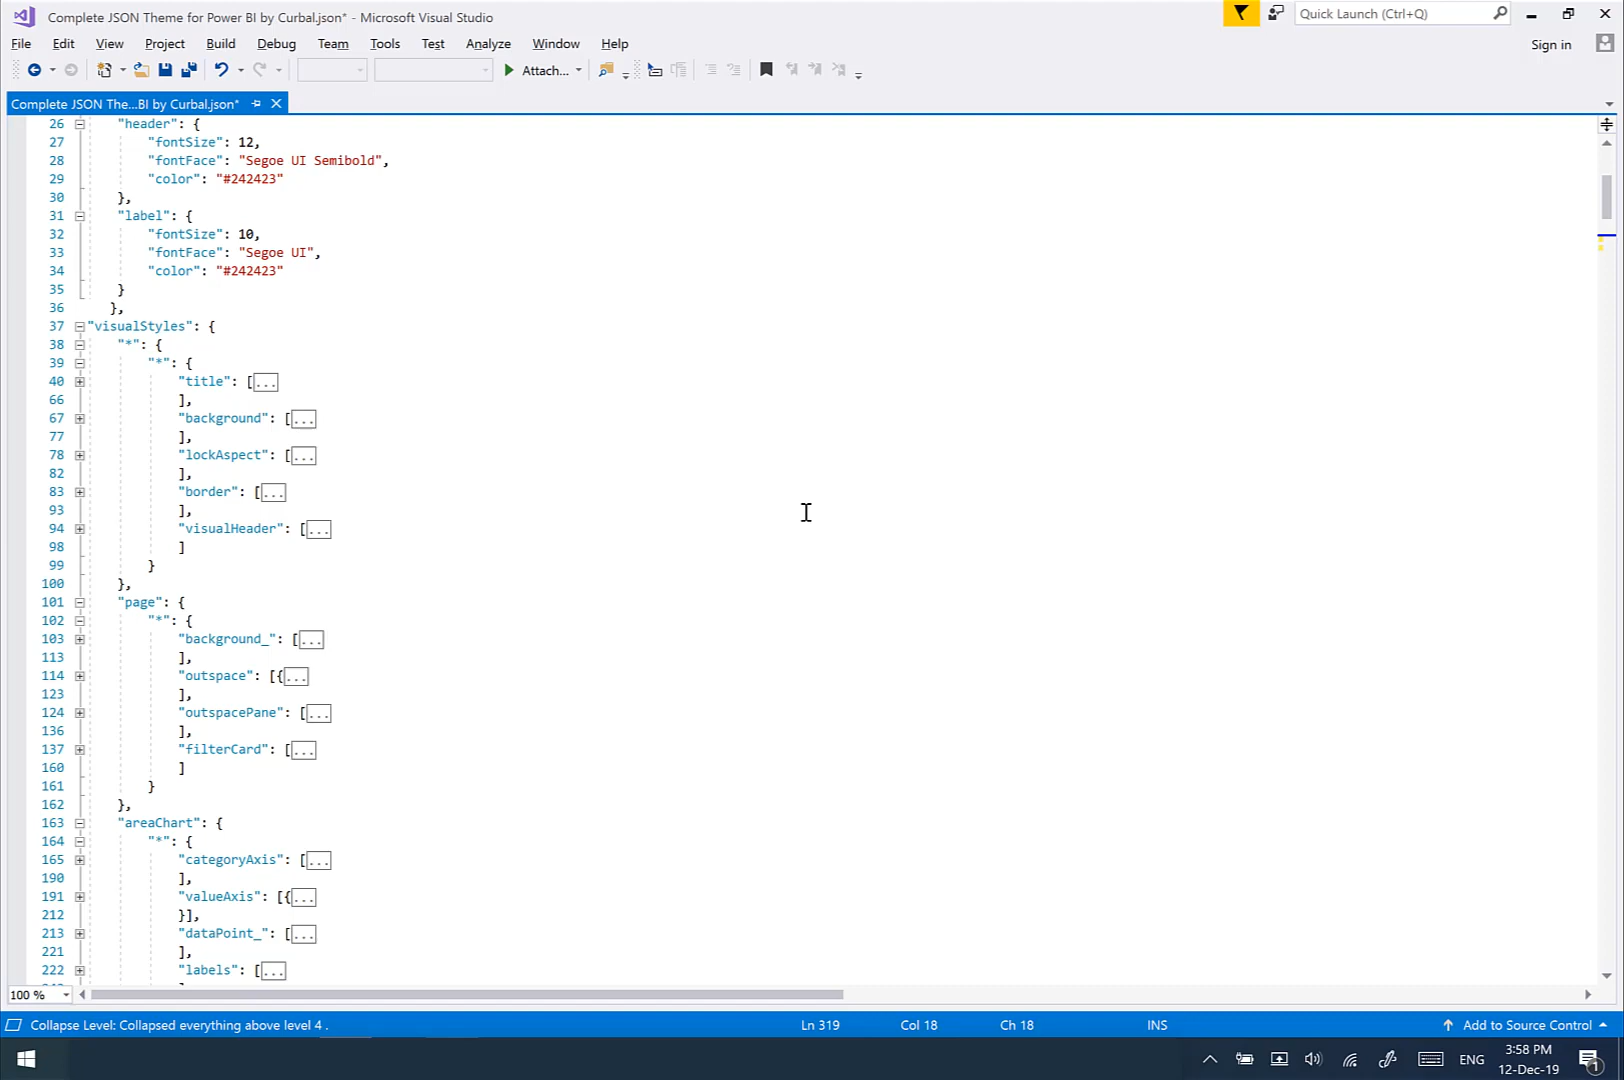 Complete JSON Theme for Power BI by Curbal.json* - Microsoft Visual Studio
Quick Launch (Ctrl+Q)
File Edit View Project Build Debug Team Tools Test Analyze Window Help
Sign in
Attach...
Complete JSON The...BI by Curbal.json*
26 "header": {
27 "fontSize": 12,
28 "fontFace": "Segoe UI Semibold",
29 "color": "#242423"
30 },
31 "label": {
32 "fontSize": 10,
33 "fontFace": "Segoe UI",
34 "color": "#242423"
35 }
36 },
37 "visualStyles": {
38 "*": {
39 "*": {
40 "title": [...
66 ],
67 "background": [...
77 ],
78 "lockAspect": [...
82 ],
83 "border": [...
93 ],
94 "visualHeader": [...
98 ]
99 }
100 },
101 "page": {
102 "*": {
103 "background_": [...
113 ],
114 "outspace": [{...
123 ],
124 "outspacePane": [...
136 ],
137 "filterCard": [...
160 ]
161 }
162 },
163 "areaChart": {
164 "*": {
165 "categoryAxis": [...
190 ],
191 "valueAxis": [{...
212 }],
213 "dataPoint_": [...
221 ],
222 "labels": [...
100 %
Collapse Level: Collapsed everything above level 4 .
Ln 319 Col 18 Ch 18 INS
Add to Source Control
ENG
3:58 PM
12-Dec-19
1